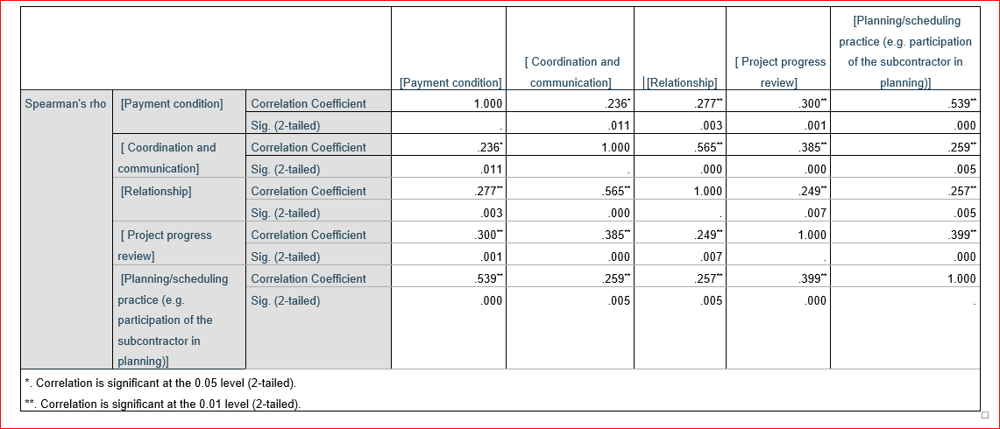 [Planning/scheduling
practice (e.g. participation
[ Coordination and [ Project progress of the subcontractor in
[Payment condition] communication] [Relationship] review] planning)]
Spearman's rho [Payment condition] Correlation Coefficient 1.000 .236* .277** .300** .539**
Sig. (2-tailed) . .011 .003 .001 .000
[ Coordination and Correlation Coefficient .236* 1.000 .565** .385** .259**
communication] Sig. (2-tailed) .011 . .000 .000 .005
[Relationship] Correlation Coefficient .277** .565** 1.000 .249** .257**
Sig. (2-tailed) .003 .000 . .007 .005
[ Project progress Correlation Coefficient .300** .385** .249** 1.000 .399**
review] Sig. (2-tailed) .001 .000 .007 . .000
[Planning/scheduling Correlation Coefficient .539** .259** .257** .399** 1.000
practice (e.g. Sig. (2-tailed) .000 .005 .005 .000 .
participation of the
subcontractor in
planning)]
*. Correlation is significant at the 0.05 level (2-tailed).
**. Correlation is significant at the 0.01 level (2-tailed).